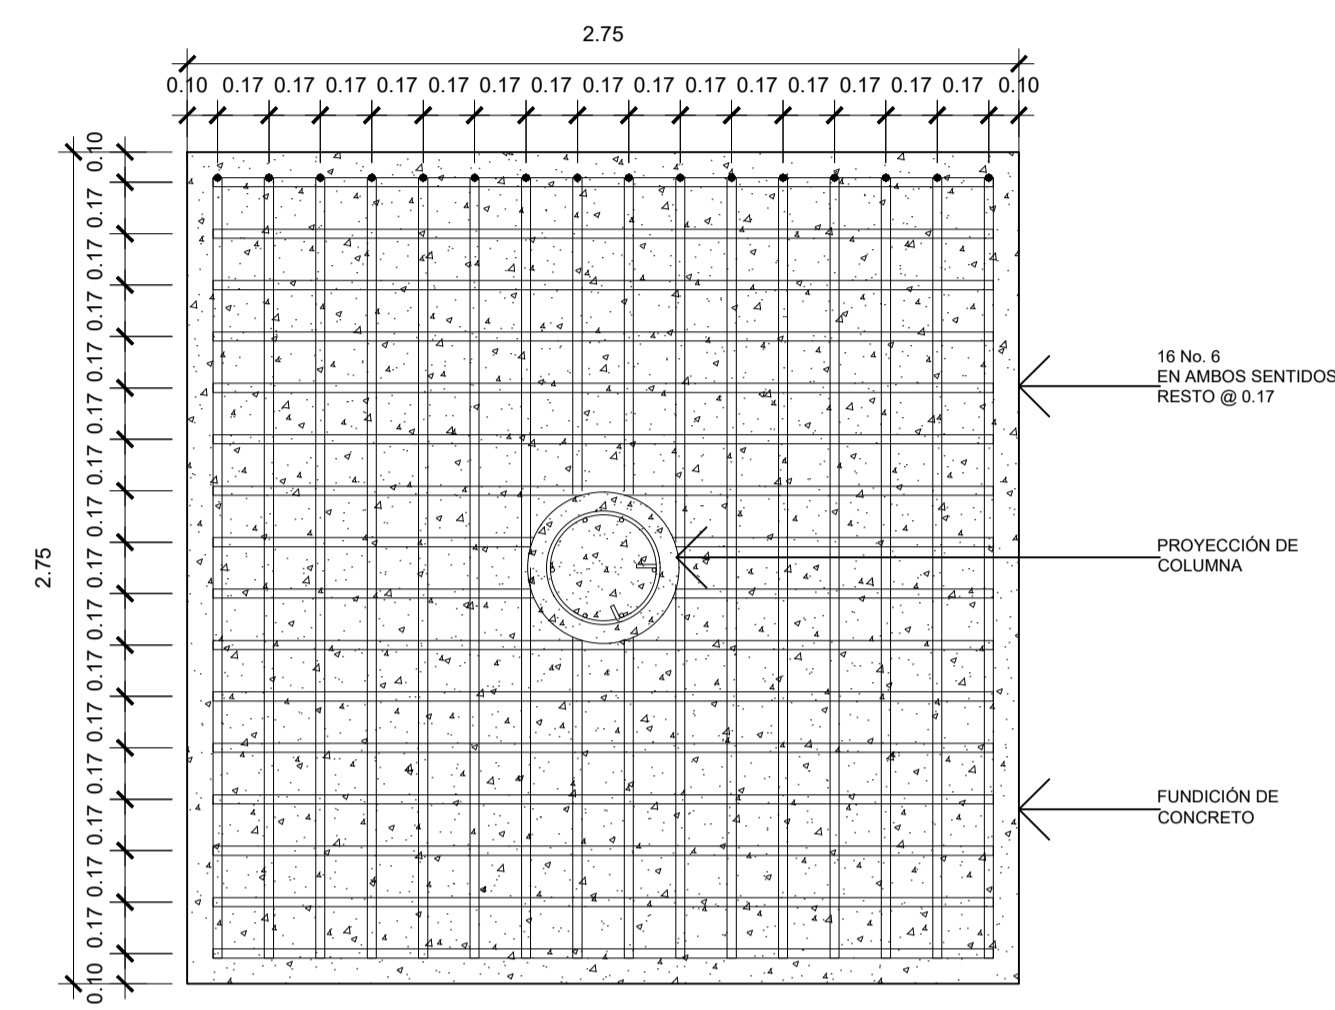 2.75
0.10 0.17 0.17 0.17 0.17 0.17 0.17 0.17 0.17 0.17 0.17 0.17 0.17 0.17 0.17 0.17 0.10
2.75
0.10 0.17 0.17 0.17 0.17 0.17 0.17 0.17 0.17 0.17 0.17 0.17 0.17 0.17 0.17 0.17 0.10
16 No. 6
EN AMBOS SENTIDOS
RESTO @ 0.17
PROYECCIÓN DE
COLUMNA
FUNDICIÓN DE
CONCRETO